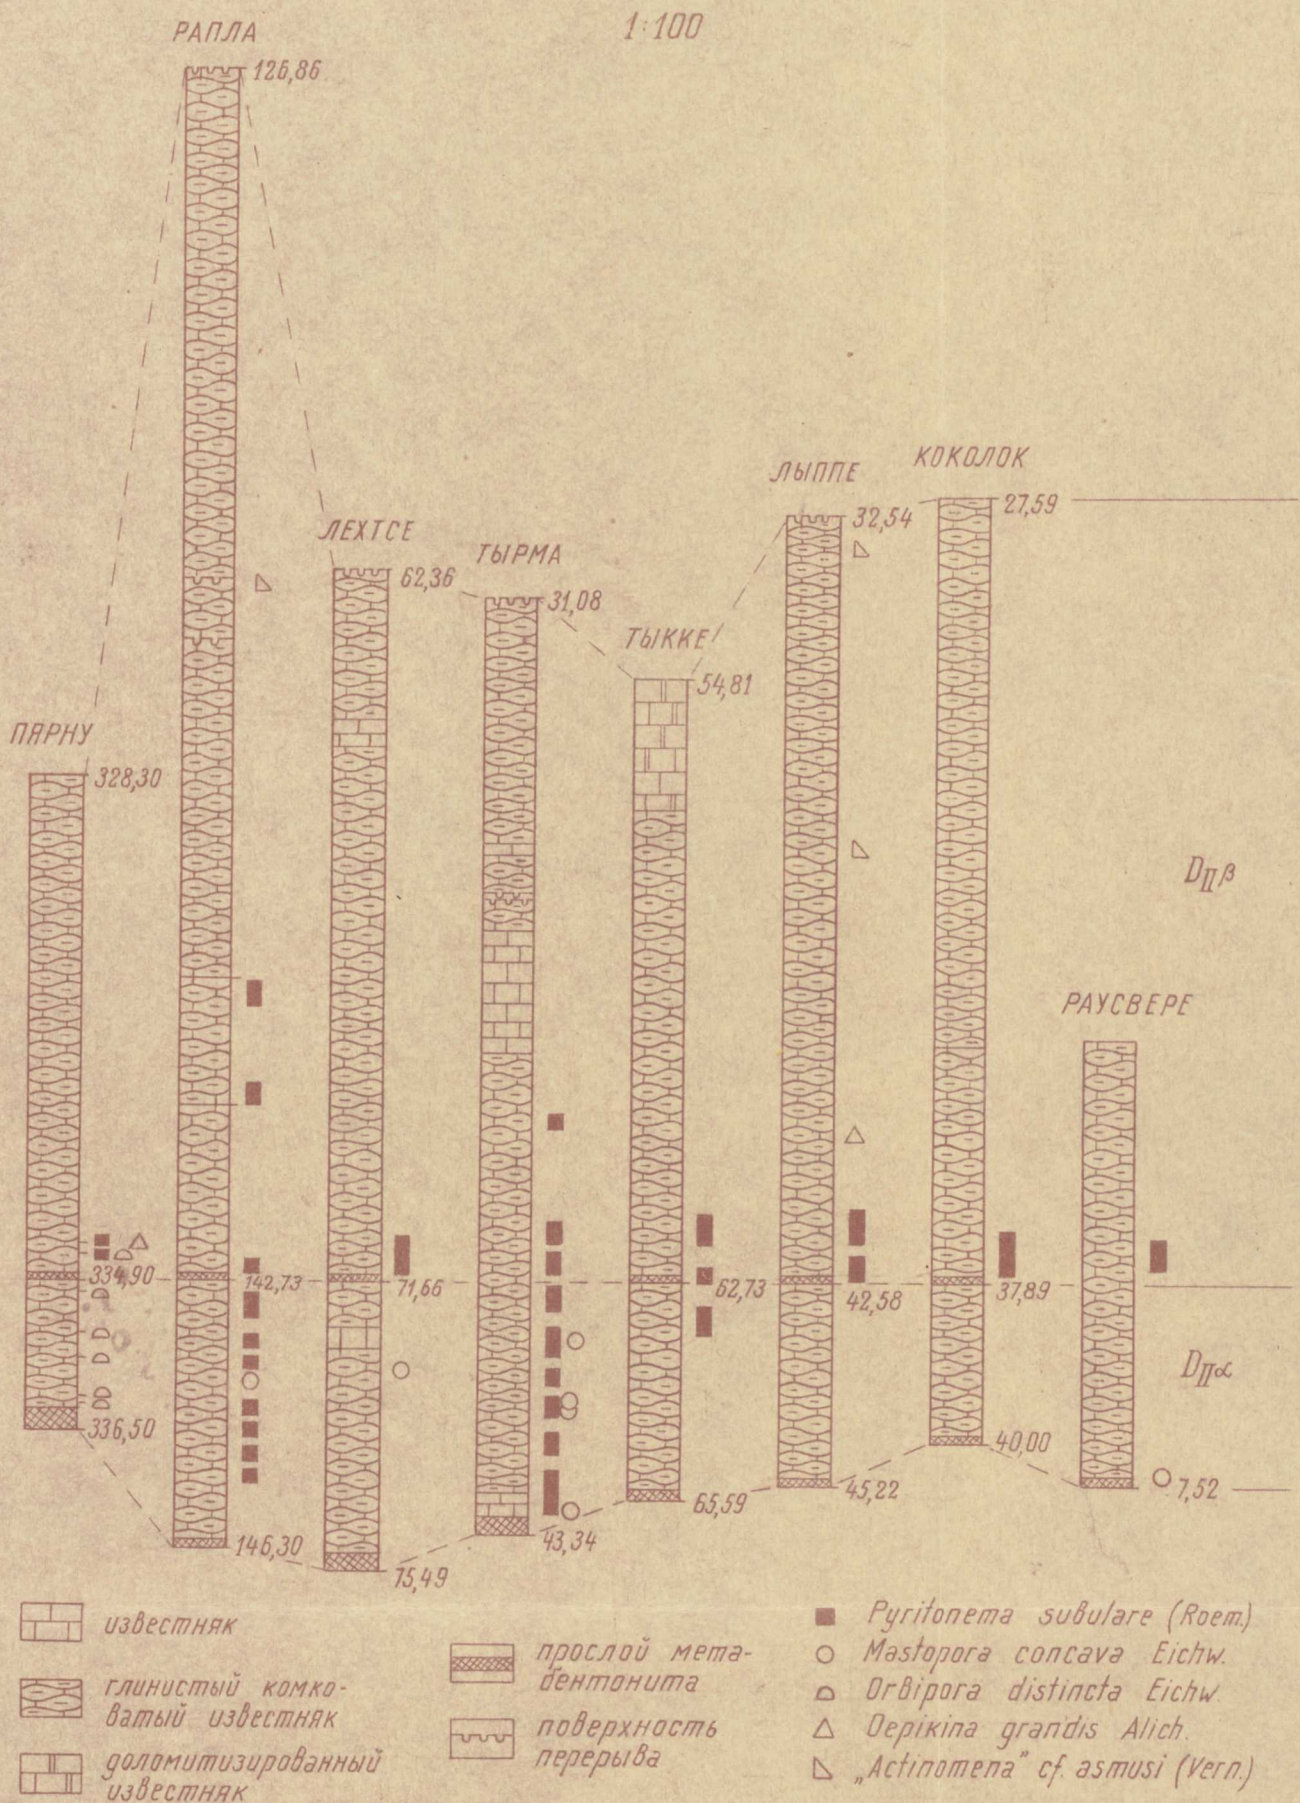 1:100
РАПЛА
126,86
КОКОЛОК
ЛЫППЕ
27,59
32,54
ЛЕХТСЕ
ТЫРМА
62,36
31,08
ТЫККЕ
54,81
ПЯРНУ
328,30
D_II β
РАУСВЕРЕ
334,90
142,73
71,66
62,73
42,58
37,89
D_II α
336,50
40,00
7,52
65,59
45,22
146,30
43,34
75,49
известняк
глинистый комко-
ватый известняк
доломитизированный
известняк
прослой мета-
бентонита
поверхность
перерыва
Pyritonema subulare (Roem.)
Mastopora concava Eichw.
Orbipora distincta Eichw.
Oepikina grandis Alich.
„Actinomena" cf. asmusi (Vern.)